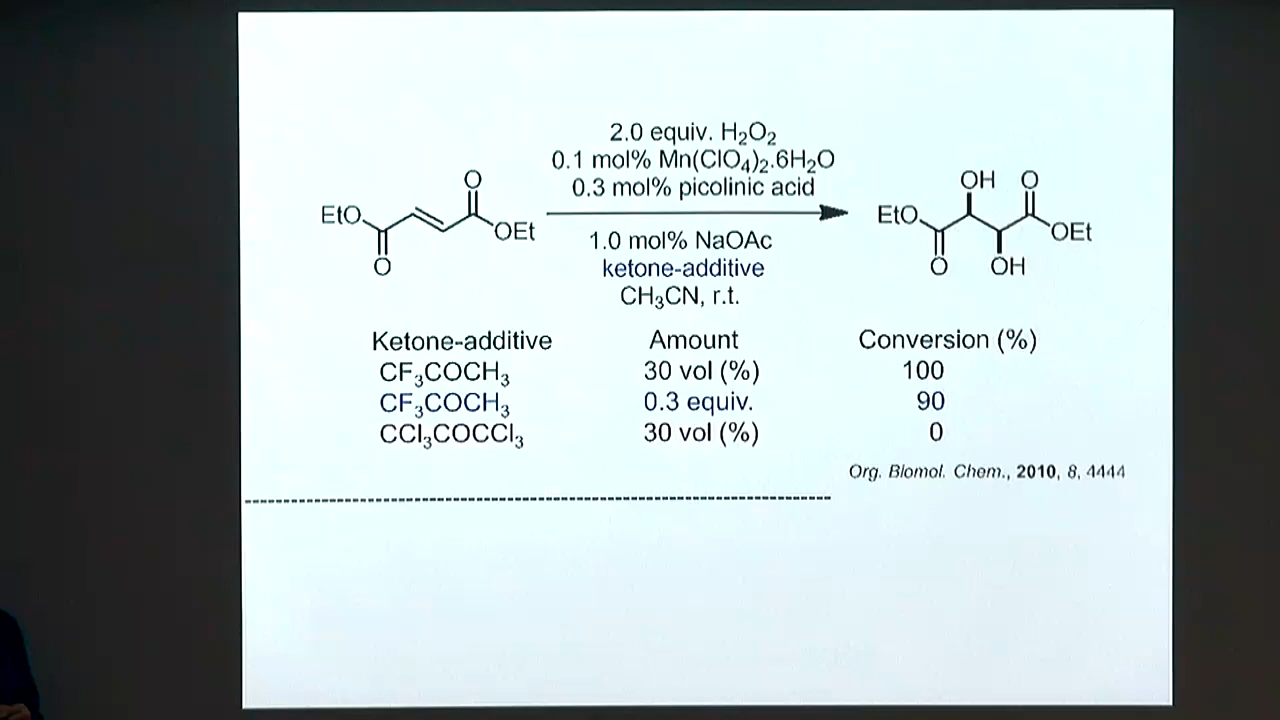 2.0 equiv. H₂O₂
0.1 mol% Mn(ClO₄)₂.6H₂O
0.3 mol% picolinic acid
1.0 mol% NaOAc
ketone-additive
CH₃CN, r.t.
EtO
O
O
OEt
EtO
O
OH
OH
O
OEt
Ketone-additive Amount Conversion (%)
CF₃COCH₃ 30 vol (%) 100
CF₃COCH₃ 0.3 equiv. 90
CCl₃COCCl₃ 30 vol (%) 0
Org. Biomol. Chem., 2010, 8, 4444